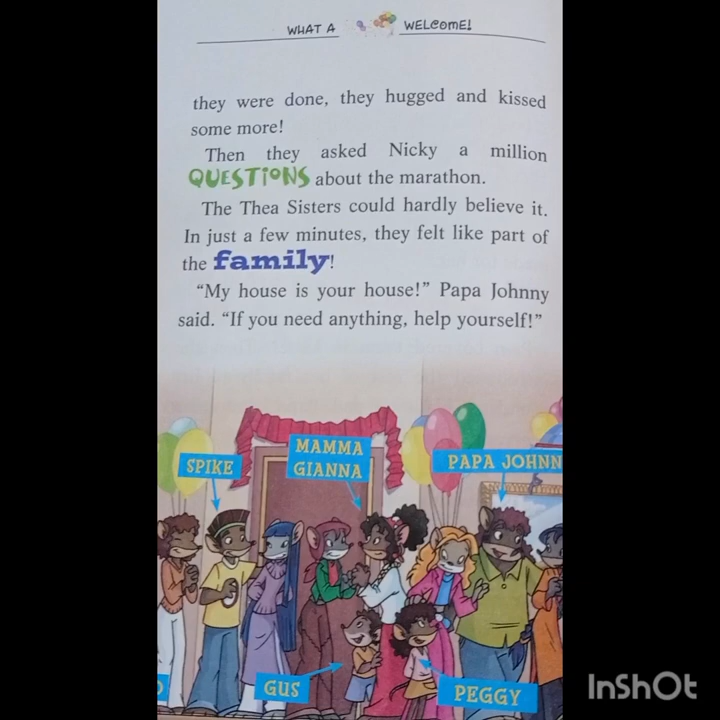 WHAT A WELCOME!
they were done, they hugged and kissed
some more!
Then they asked Nicky a million
QUESTIONS about the marathon.
The Thea Sisters could hardly believe it.
In just a few minutes, they felt like part of
the family!
“My house is your house!” Papa Johnny
said. “If you need anything, help yourself!”
MAMMA
GIANNA
SPIKE
PAPA JOHNN
GUS
PEGGY
InShOt